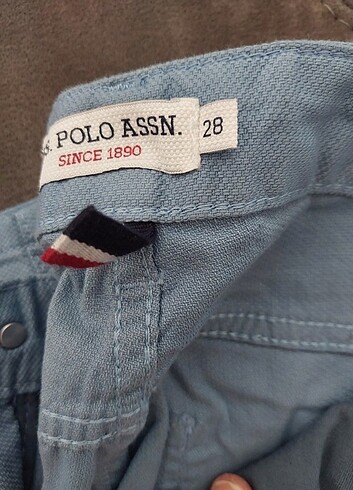 POLO ASSN.
SINCE 1890
28